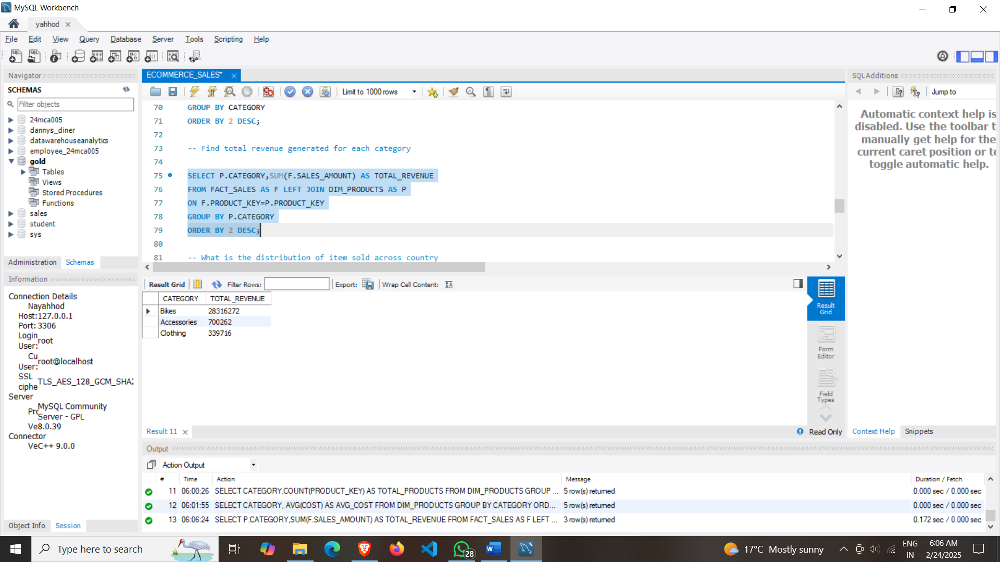 MySQL Workbench
yahhod
File Edit View Query Database Server Tools Scripting Help
Navigator
SCHEMAS
Filter objects
24mca005
dannys_diner
datawarehouseanalytics
employee_24mca005
gold
Tables
Views
Stored Procedures
Functions
sales
student
sys
Administration Schemas
Information
Connection Details
Nayahhod
Host:127.0.0.1
Port: 3306
Login
User: root
Cu
User: root@localhost
SSL
ciphe TLS_AES_128_GCM_SHA2
Server
Prc MySQL Community
Server - GPL
Ve8.0.39
Connector
VeC++ 9.0.0
Object Info Session
ECOMMERCE_SALES*
Limit to 1000 rows
70 GROUP BY CATEGORY
71 ORDER BY 2 DESC;
72
73 -- Find total revenue generated for each category
74
75 SELECT P.CATEGORY,SUM(F.SALES_AMOUNT) AS TOTAL_REVENUE
76 FROM FACT_SALES AS F LEFT JOIN DIM_PRODUCTS AS P
77 ON F.PRODUCT_KEY=P.PRODUCT_KEY
78 GROUP BY P.CATEGORY
79 ORDER BY 2 DESC;
80
81 -- What is the distribution of item sold across country
Result Grid Filter Rows: Export: Wrap Cell Content:
CATEGORY TOTAL_REVENUE
Bikes 28316272
Accessories 700262
Clothing 339716
Result
Grid
Form
Editor
Field
Types
Result 11
Read Only
SQLAdditions
Jump to
Automatic context help is
disabled. Use the toolbar t
manually get help for the
current caret position or to
toggle automatic help.
Context Help Snippets
Output
Action Output
# Time Action Message Duration / Fetch
11 06:00:26 SELECT CATEGORY,COUNT(PRODUCT_KEY) AS TOTAL_PRODUCTS FROM DIM_PRODUCTS GROUP ... 5 row(s) returned 0.000 sec / 0.000 sec
12 06:01:55 SELECT CATEGORY, AVG(COST) AS AVG_COST FROM DIM_PRODUCTS GROUP BY CATEGORY ORD... 5 row(s) returned 0.000 sec / 0.000 sec
13 06:06:24 SELECT P.CATEGORY,SUM(F.SALES_AMOUNT) AS TOTAL_REVENUE FROM FACT_SALES AS F LEFT ... 3 row(s) returned 0.172 sec / 0.000 sec
Type here to search
28
17°C Mostly sunny
ENG
IN
6:06 AM
2/24/2025